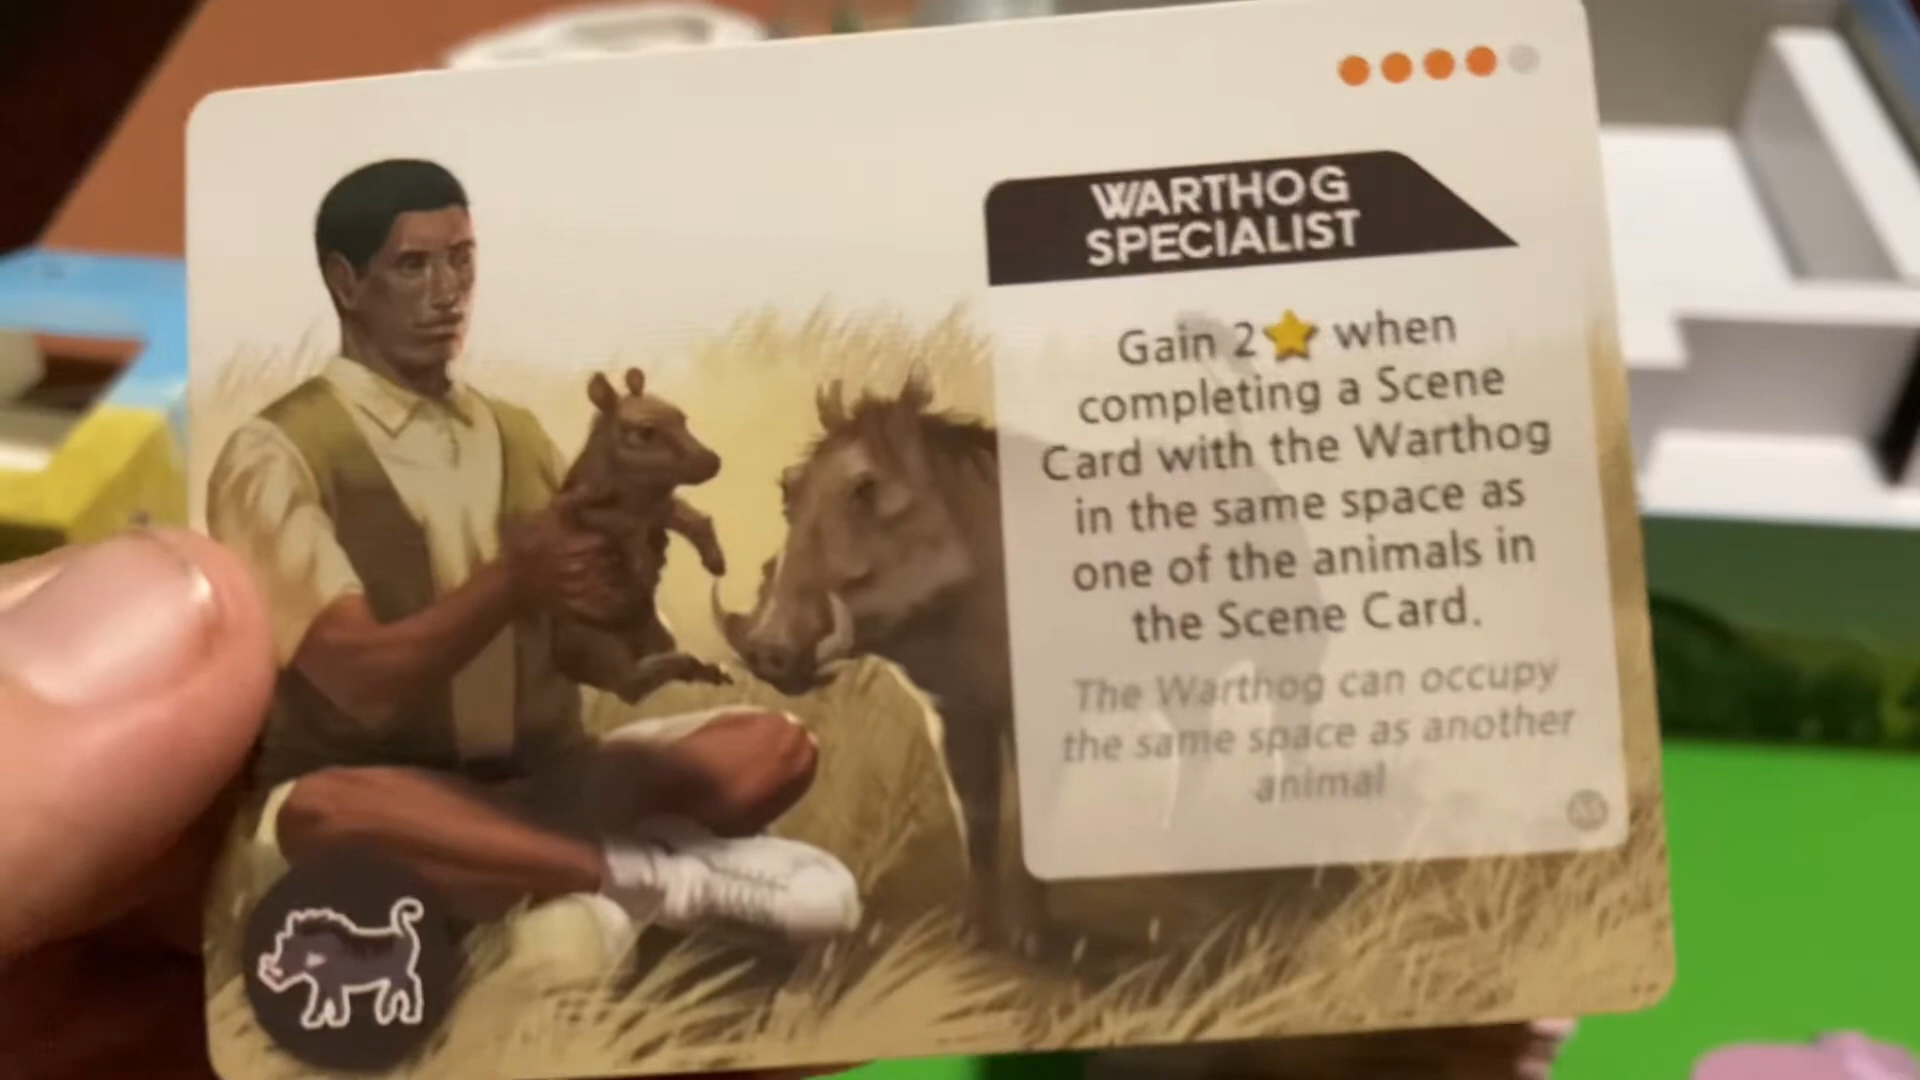 WARTHOG
SPECIALIST
Gain 2 when
completing a Scene
Card with the Warthog
in the same space as
one of the animals in
the Scene Card.
The Warthog can occupy
the same space as another
animal